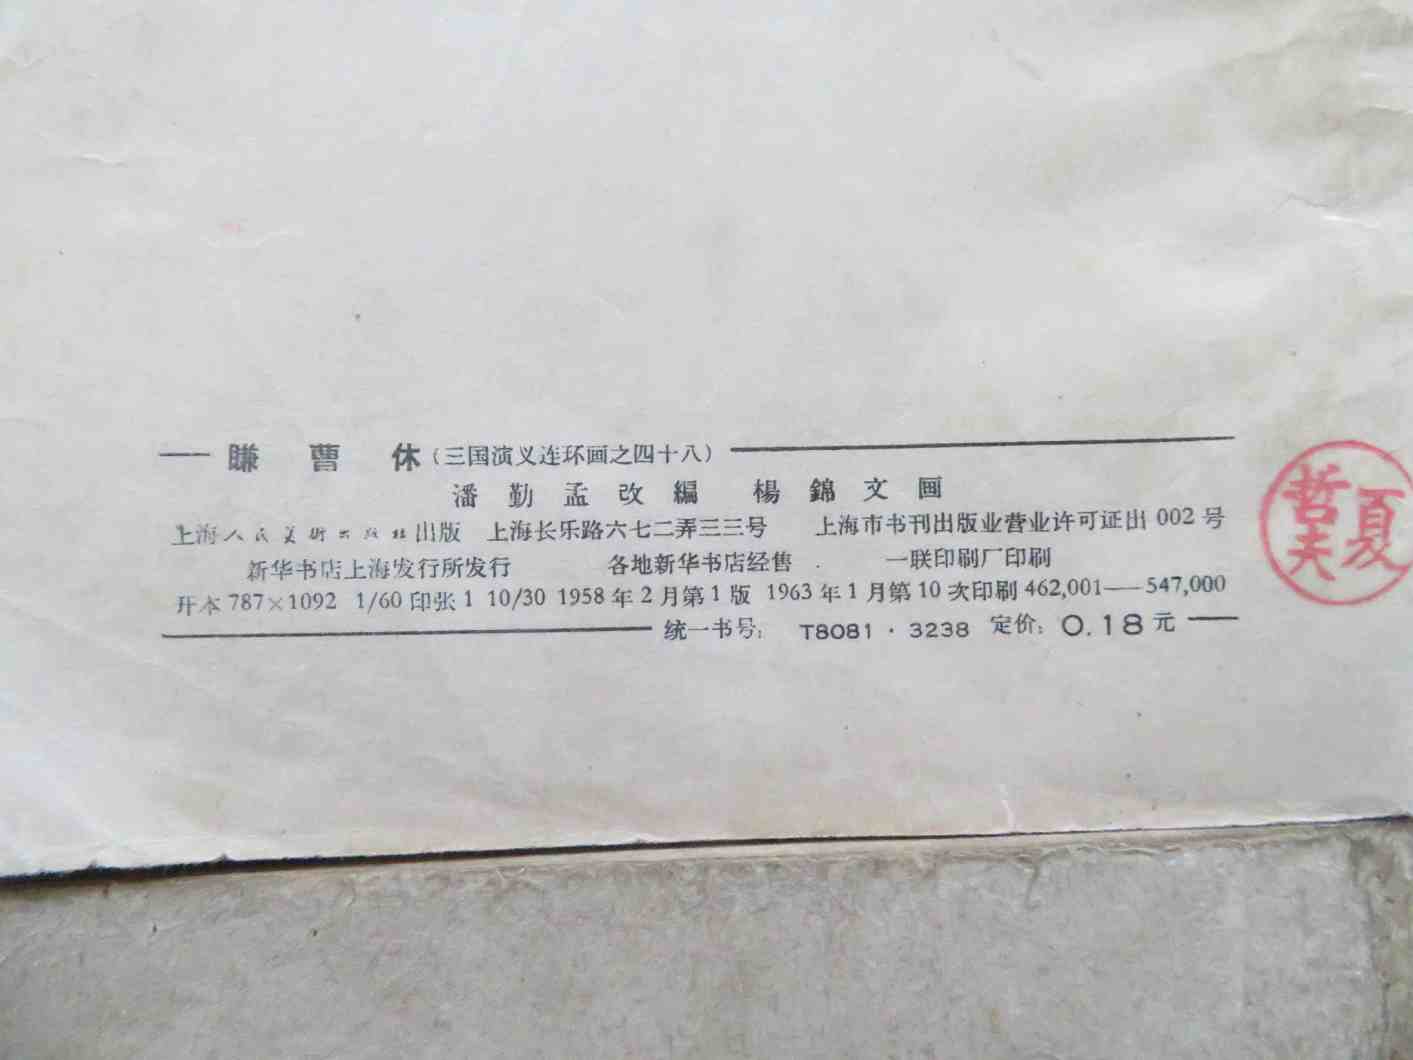 賺曹休（三国演义连环画之四十八）
潘勤孟改編 楊錦文画
上海人民美術出版社出版 上海长乐路六七二弄三三号 上海市书刊出版业营业许可证出 002 号
新华书店上海发行所发行 各地新华书店经售 一联印刷厂印刷
开本 787×1092 1/60 印张 1 10/30 1958 年 2 月第 1 版 1963 年 1 月第 10 次印刷 462,001—547,000
统一书号： T8081·3238 定价：0.18 元
夏哲夫